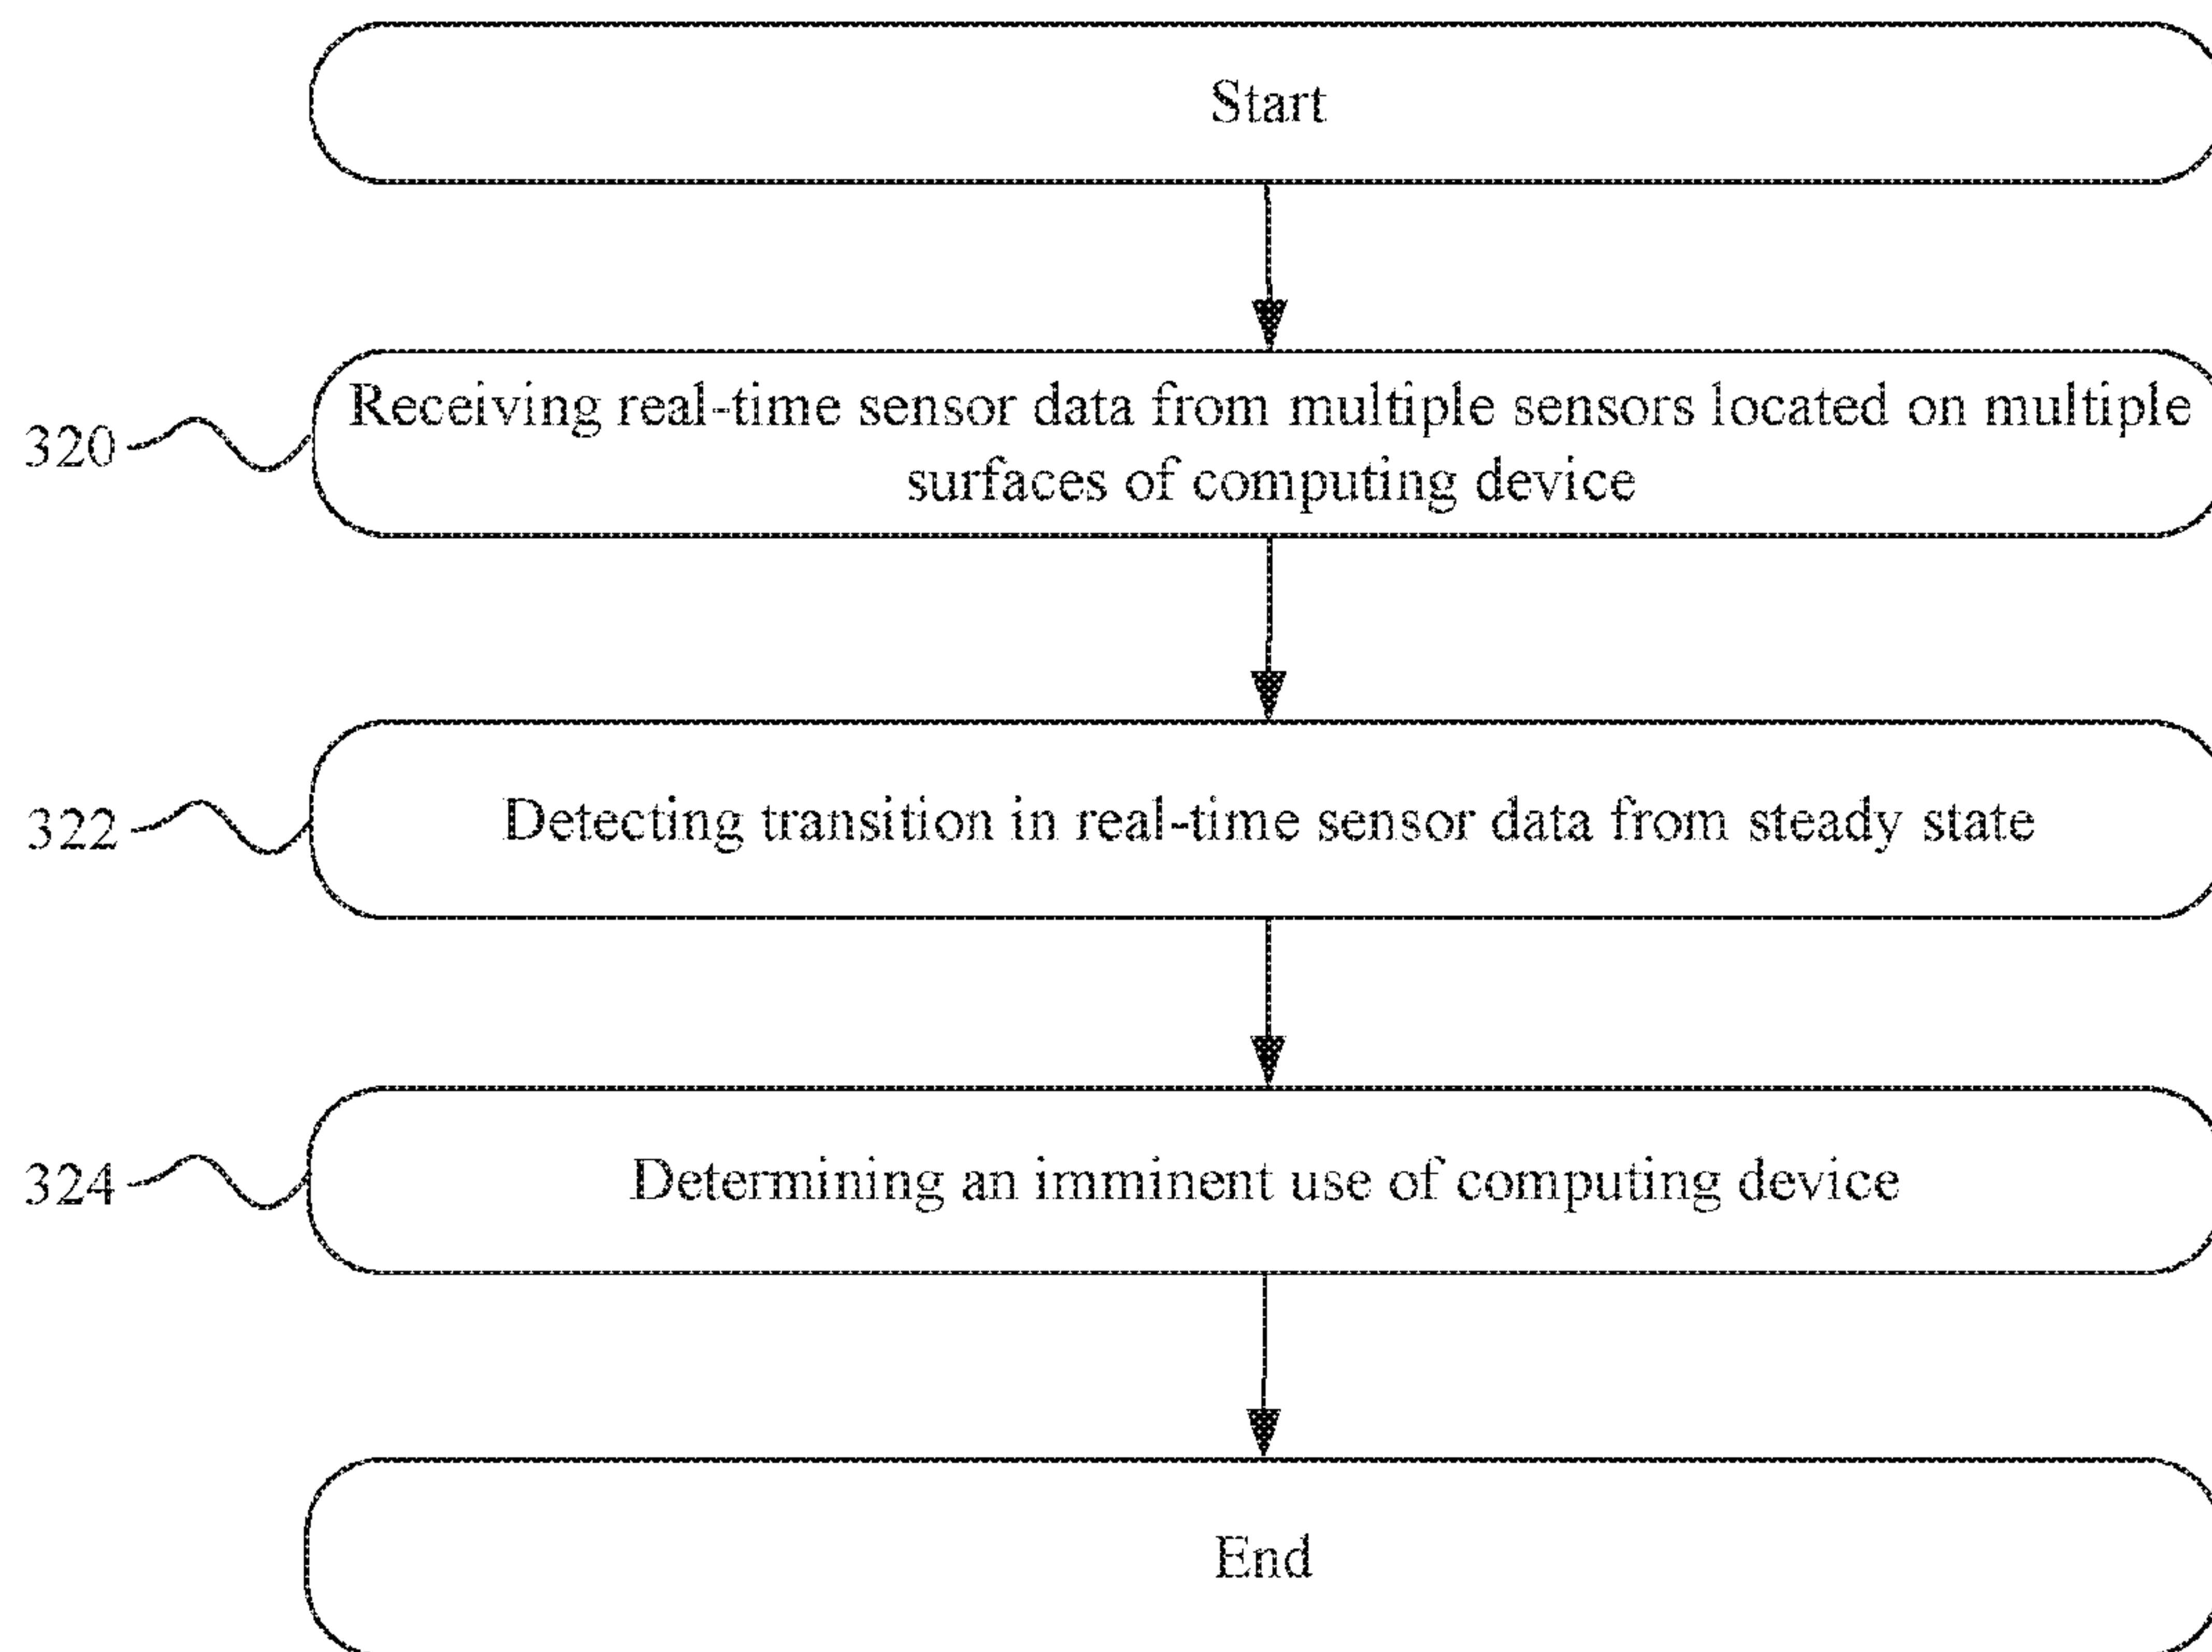 Start
320
Receiving real-time sensor data from multiple sensors located on multiple
surfaces of computing device
322
Detecting transition in real-time sensor data from steady state
324
Determining an imminent use of computing device
End